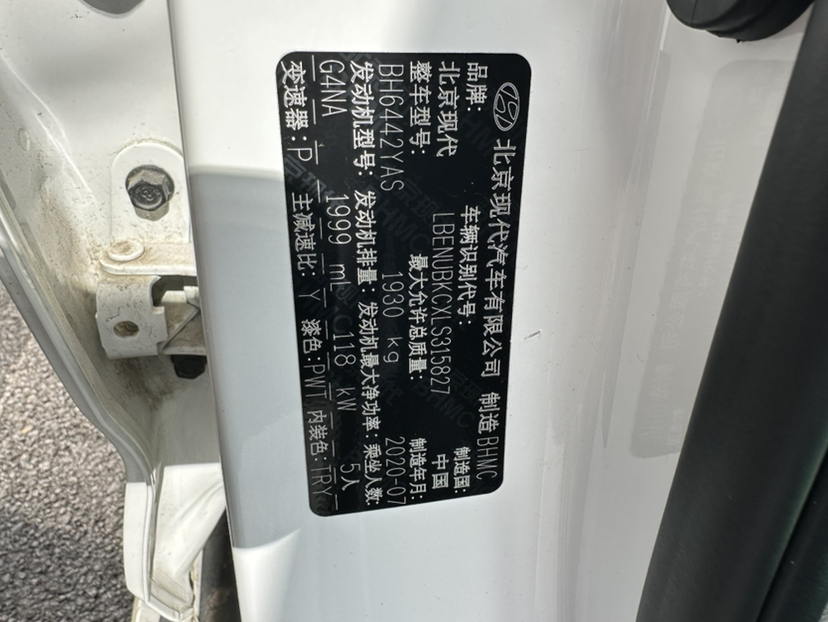 北京现代汽车有限公司 制造 BHMC
品牌: 车辆识别代号: 制造国:
北京现代 LBENUBKCXLS315827 中国
整车型号: 最大允许总质量: 制造年月:
BH6442YAS 1930 kg 2020-07
发动机型号: 发动机排量: 发动机最大净功率: 乘坐人数:
G4NA 1999 mL 118 kW 5人
变速器: P 主减速比: Y 漆色: PWT 内装色: TRY